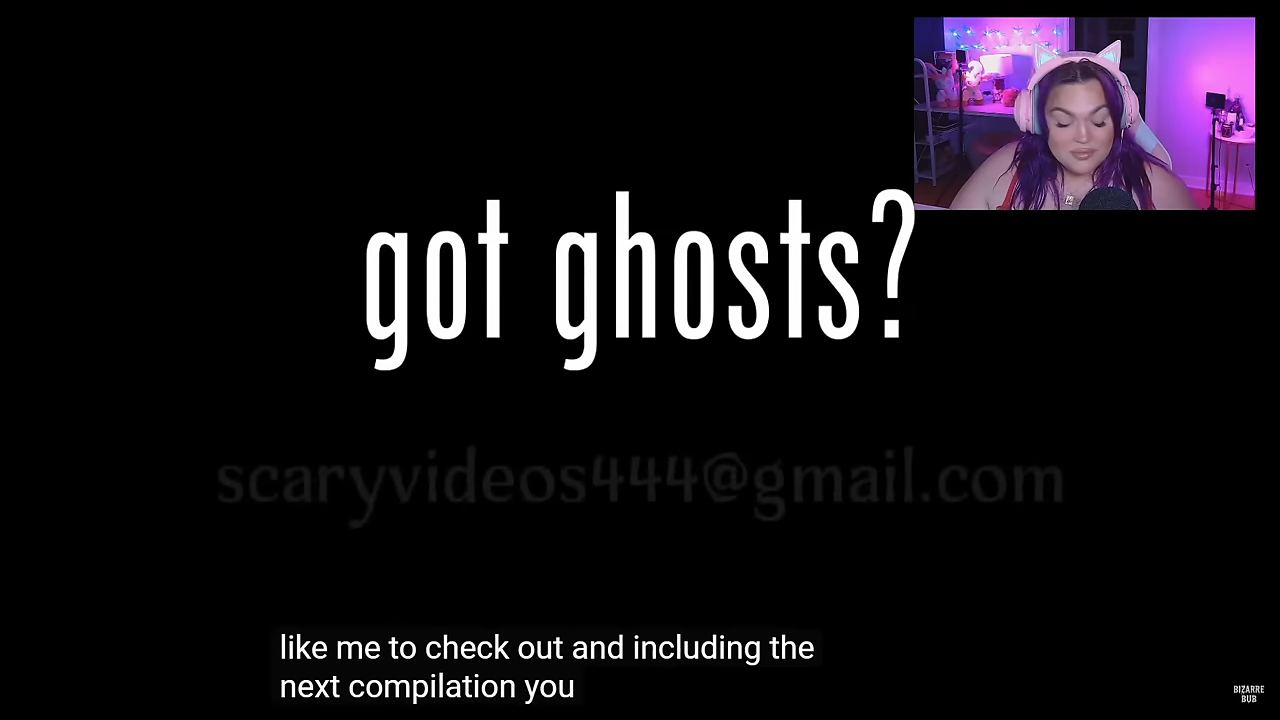 got ghosts?
scaryvideos444@gmail.com
like me to check out and including the
next compilation you
BIZARRE
BUB